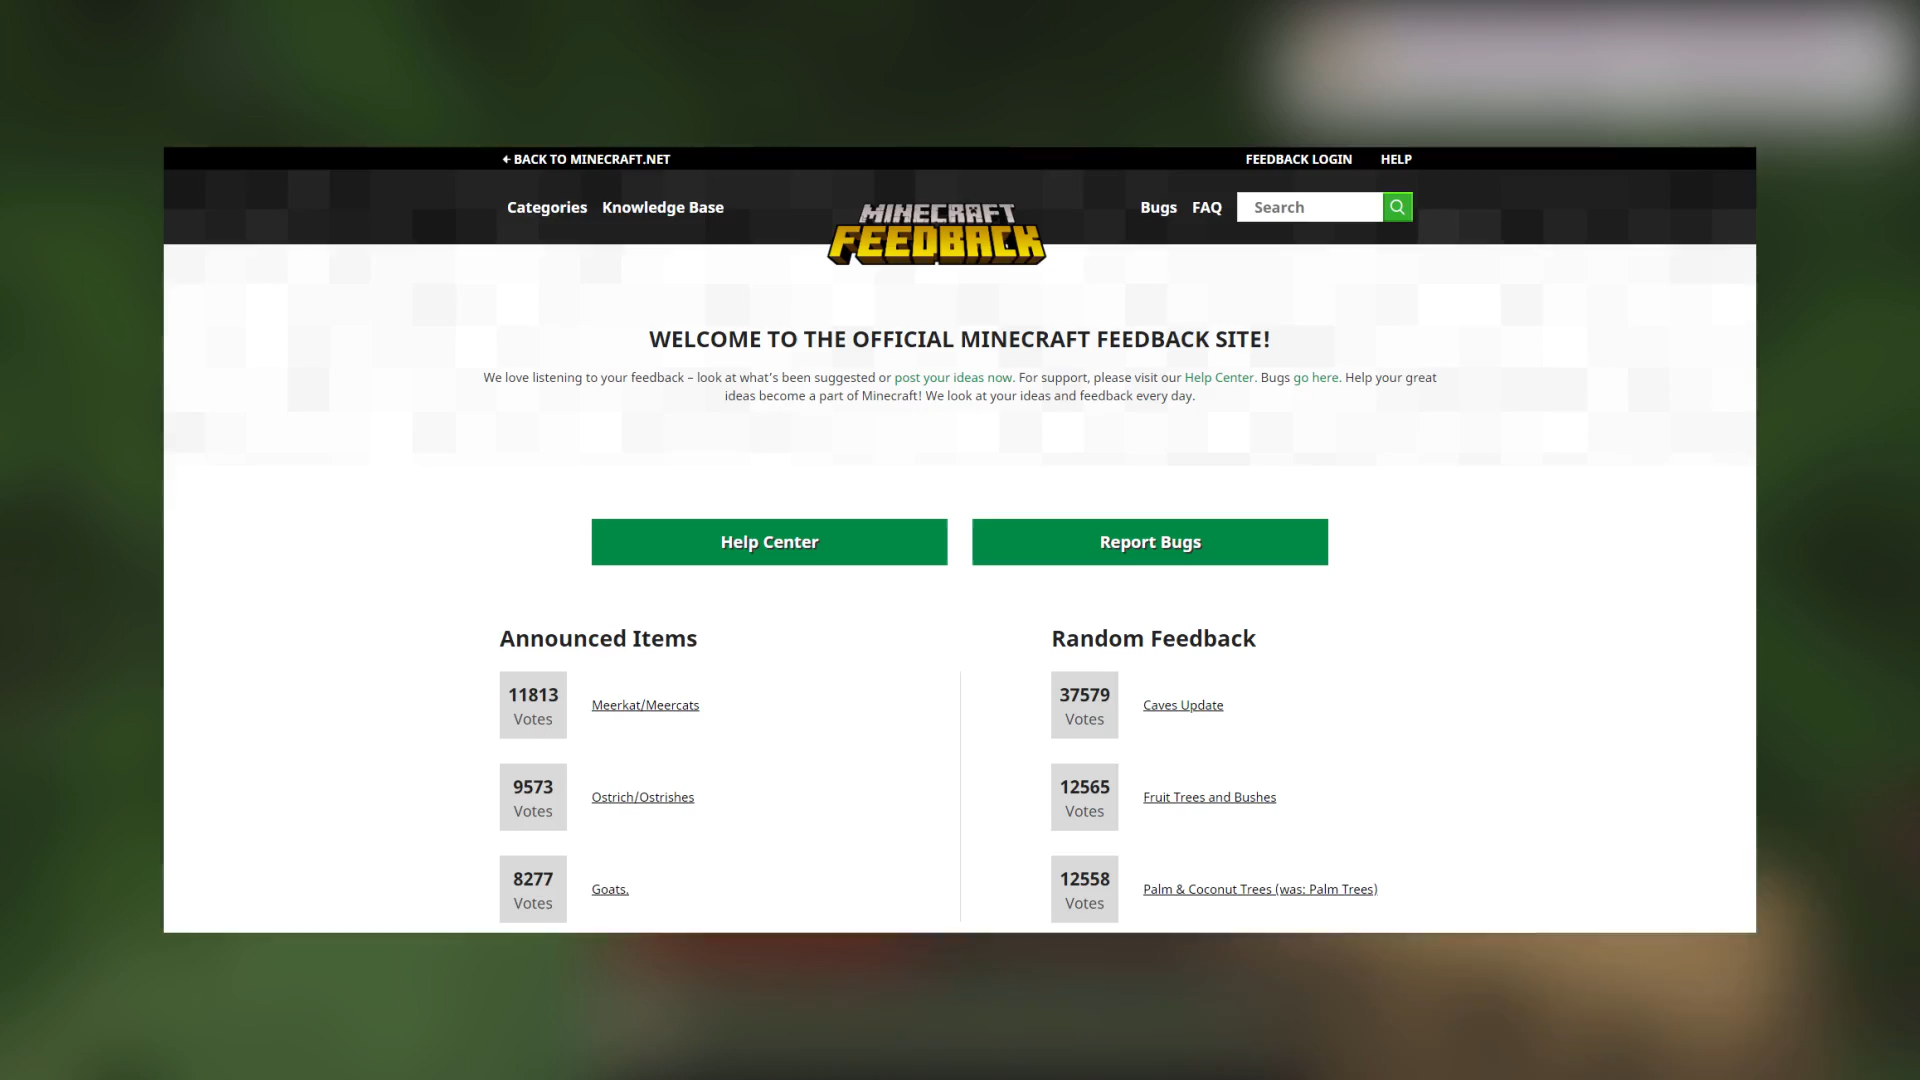 BACK TO MINECRAFT.NET
FEEDBACK LOGIN HELP
Categories Knowledge Base
MINECRAFT
FEEDBACK
Bugs FAQ Search
WELCOME TO THE OFFICIAL MINECRAFT FEEDBACK SITE!
We love listening to your feedback – look at what's been suggested or post your ideas now. For support, please visit our Help Center. Bugs go here. Help your great
ideas become a part of Minecraft! We look at your ideas and feedback every day.
Help Center
Report Bugs
Announced Items
11813
Votes
Meerkat/Meercats
9573
Votes
Ostrich/Ostrishes
8277
Votes
Goats.
Random Feedback
37579
Votes
Caves Update
12565
Votes
Fruit Trees and Bushes
12558
Votes
Palm & Coconut Trees (was: Palm Trees)